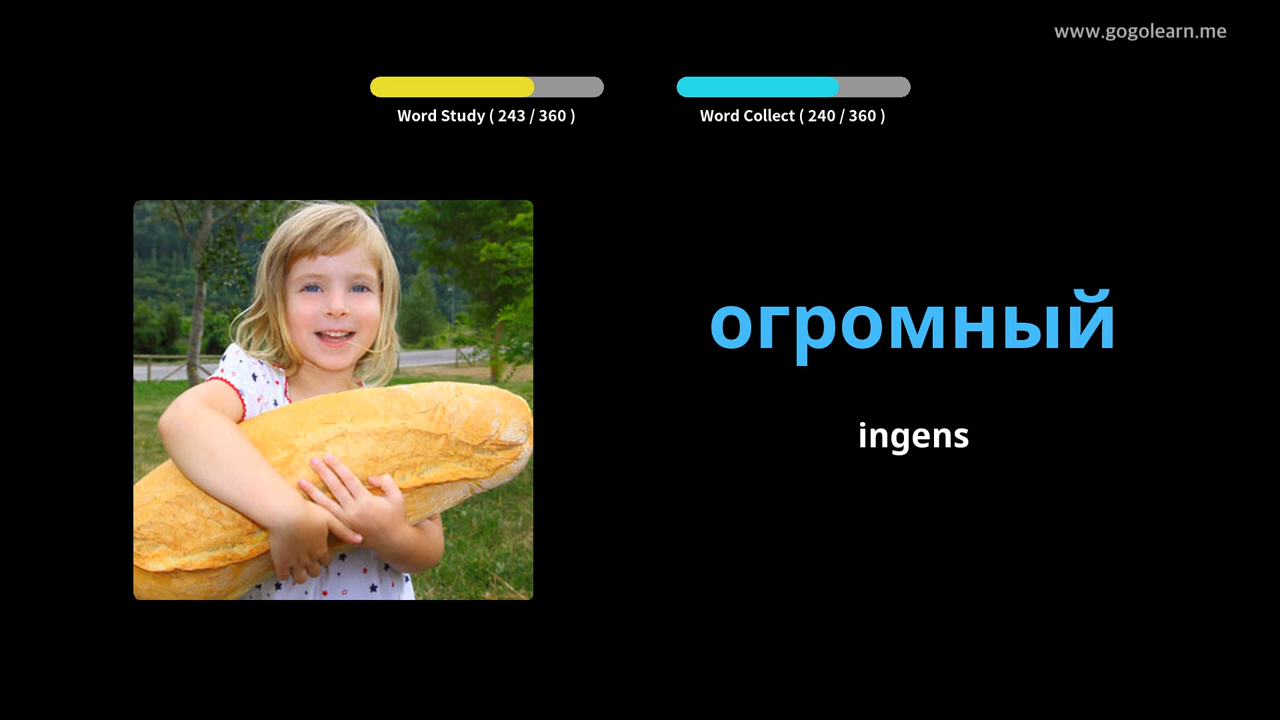 www.gogolearn.me
Word Study ( 243 / 360 )
Word Collect ( 240 / 360 )
огромный
ingens